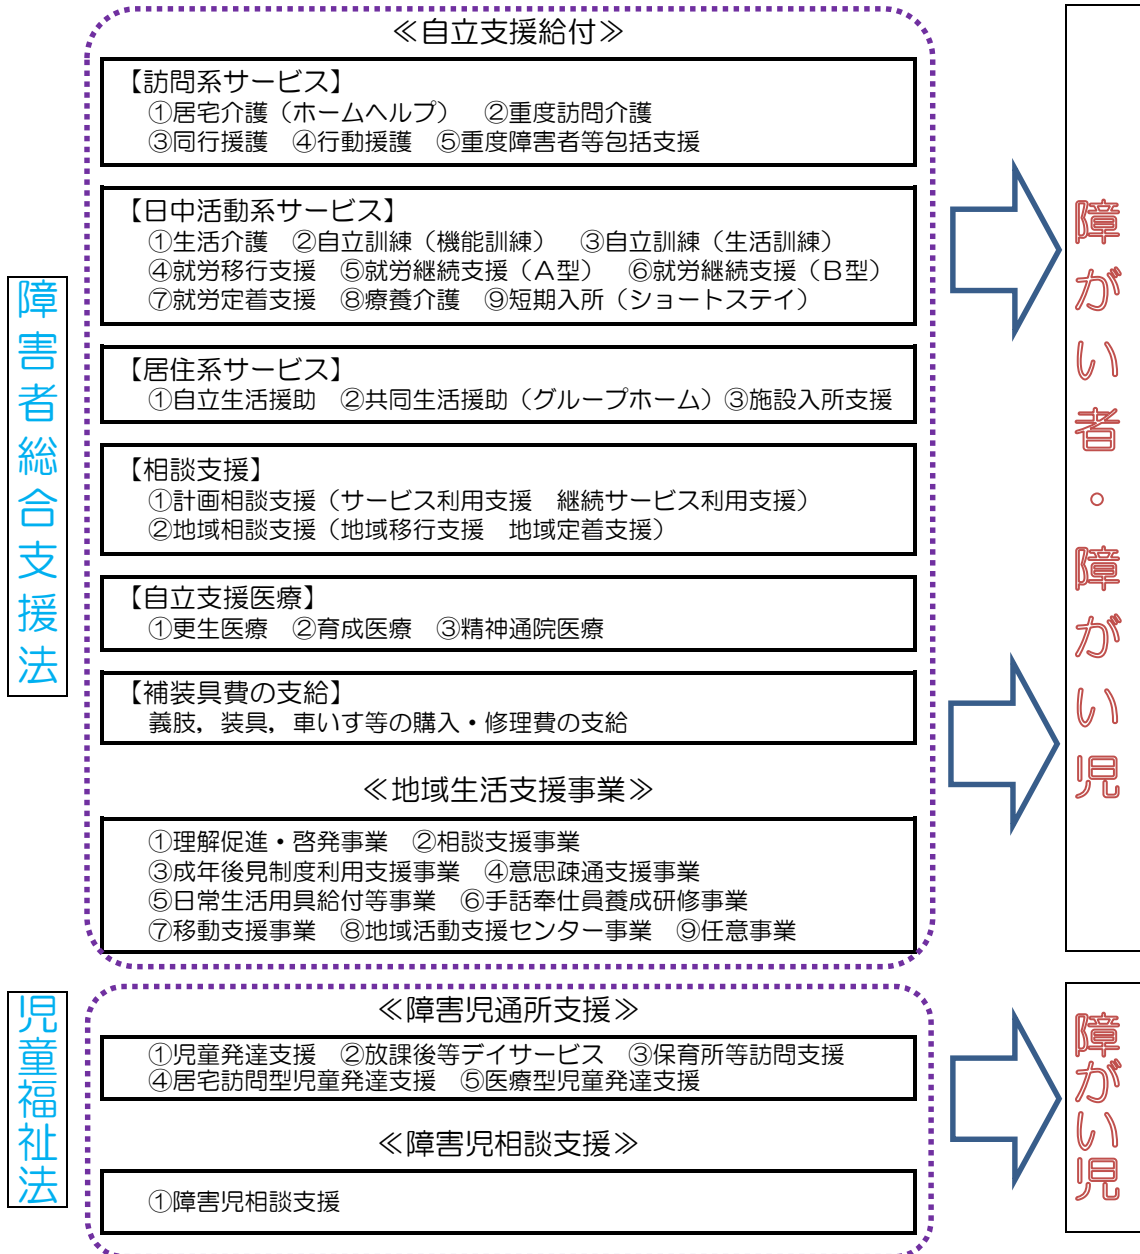 障害者総合支援法
≪自立支援給付≫
【訪問系サービス】
①居宅介護（ホームヘルプ）　②重度訪問介護
③同行援護　④行動援護　⑤重度障害者等包括支援
【日中活動系サービス】
①生活介護　②自立訓練（機能訓練）　③自立訓練（生活訓練）
④就労移行支援　⑤就労継続支援（Ａ型）　⑥就労継続支援（Ｂ型）
⑦就労定着支援　⑧療養介護　⑨短期入所（ショートステイ）
【居住系サービス】
①自立生活援助　②共同生活援助（グループホーム）③施設入所支援
【相談支援】
①計画相談支援（サービス利用支援　継続サービス利用支援）
②地域相談支援（地域移行支援　地域定着支援）
【自立支援医療】
①更生医療　②育成医療　③精神通院医療
【補装具費の支給】
義肢，装具，車いす等の購入・修理費の支給
≪地域生活支援事業≫
①理解促進・啓発事業　②相談支援事業
③成年後見制度利用支援事業　④意思疎通支援事業
⑤日常生活用具給付等事業　⑥手話奉仕員養成研修事業
⑦移動支援事業　⑧地域活動支援センター事業　⑨任意事業
障がい者・障がい児
児童福祉法
≪障害児通所支援≫
①児童発達支援　②放課後等デイサービス　③保育所等訪問支援
④居宅訪問型児童発達支援　⑤医療型児童発達支援
≪障害児相談支援≫
①障害児相談支援
障がい児